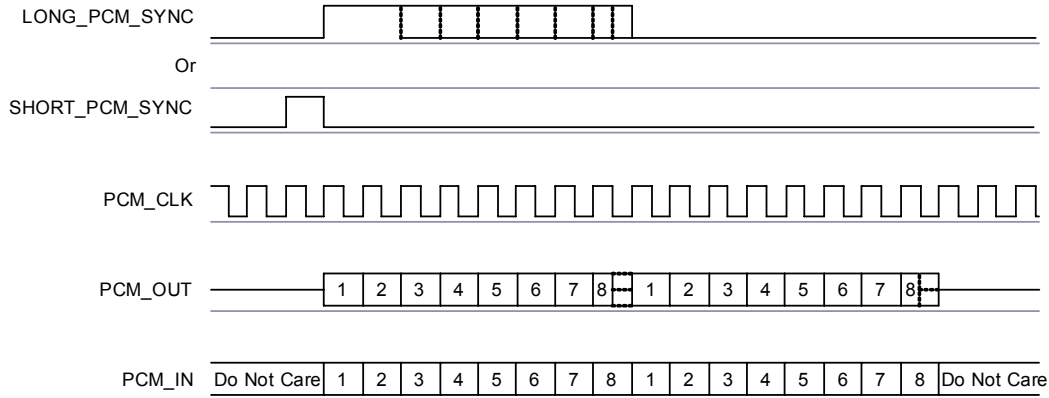 LONG_PCM_SYNC
Or
SHORT_PCM_SYNC
PCM_CLK
PCM_OUT 1 2 3 4 5 6 7 8 1 2 3 4 5 6 7 8
PCM_IN Do Not Care 1 2 3 4 5 6 7 8 1 2 3 4 5 6 7 8 Do Not Care